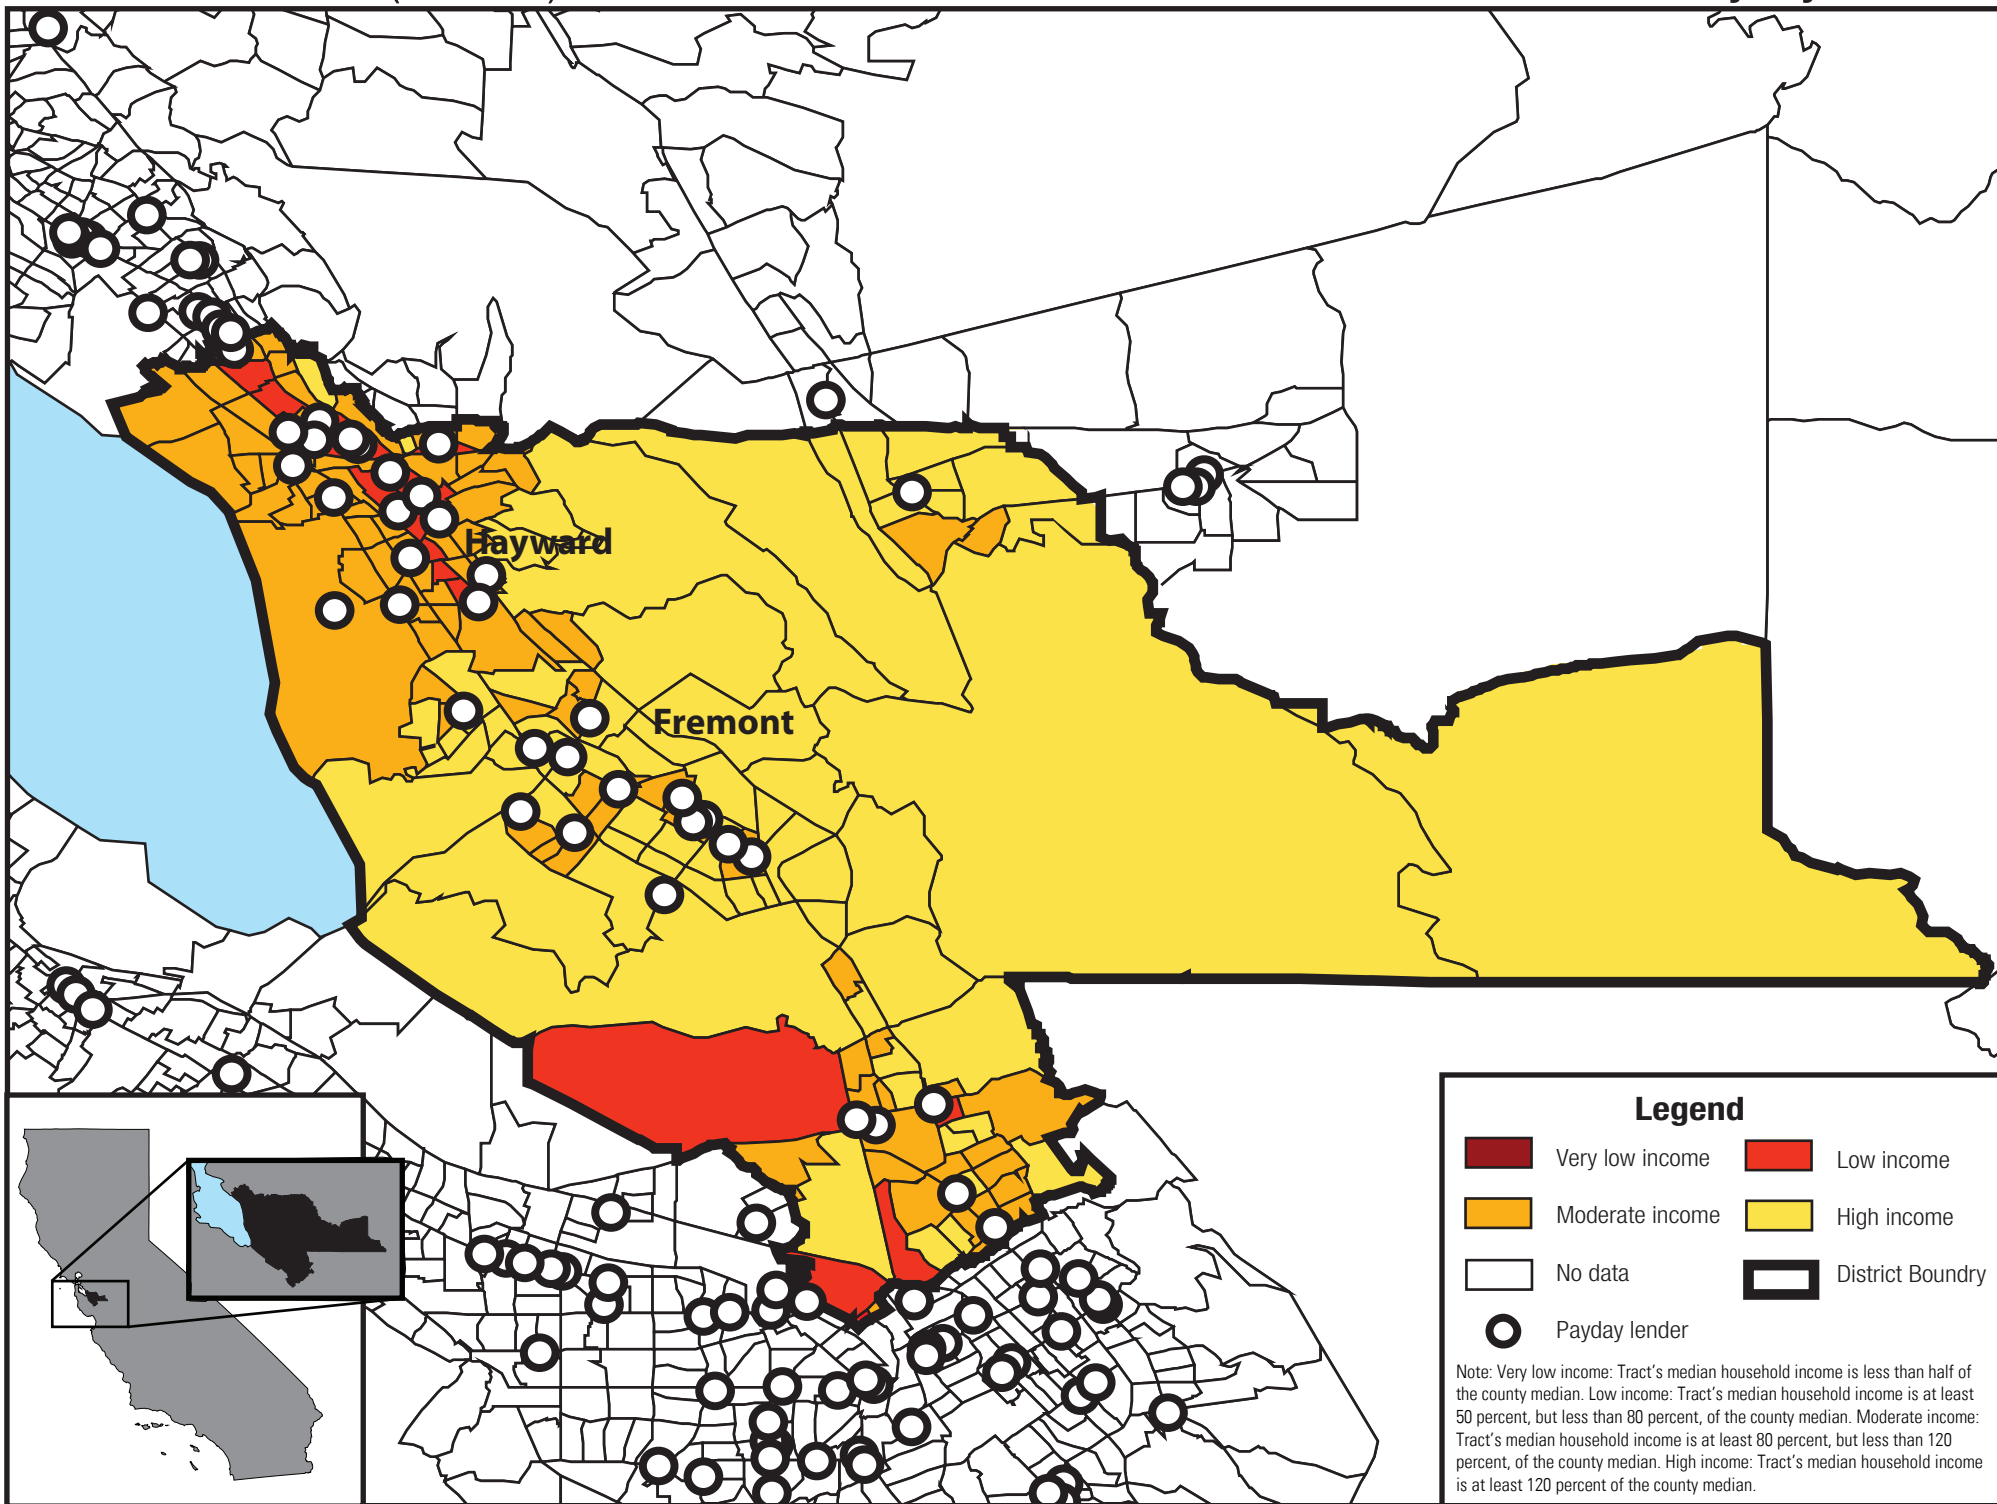 Hayward
Fremont
Legend
Very low income
Low income
Moderate income
High income
No data
District Boundry
Payday lender
Note: Very low income: Tract's median household income is less than half of
the county median. Low income: Tract's median household income is at least
50 percent, but less than 80 percent, of the county median. Moderate income:
Tract's median household income is at least 80 percent, but less than 120
percent, of the county median. High income: Tract's median household income
is at least 120 percent of the county median.